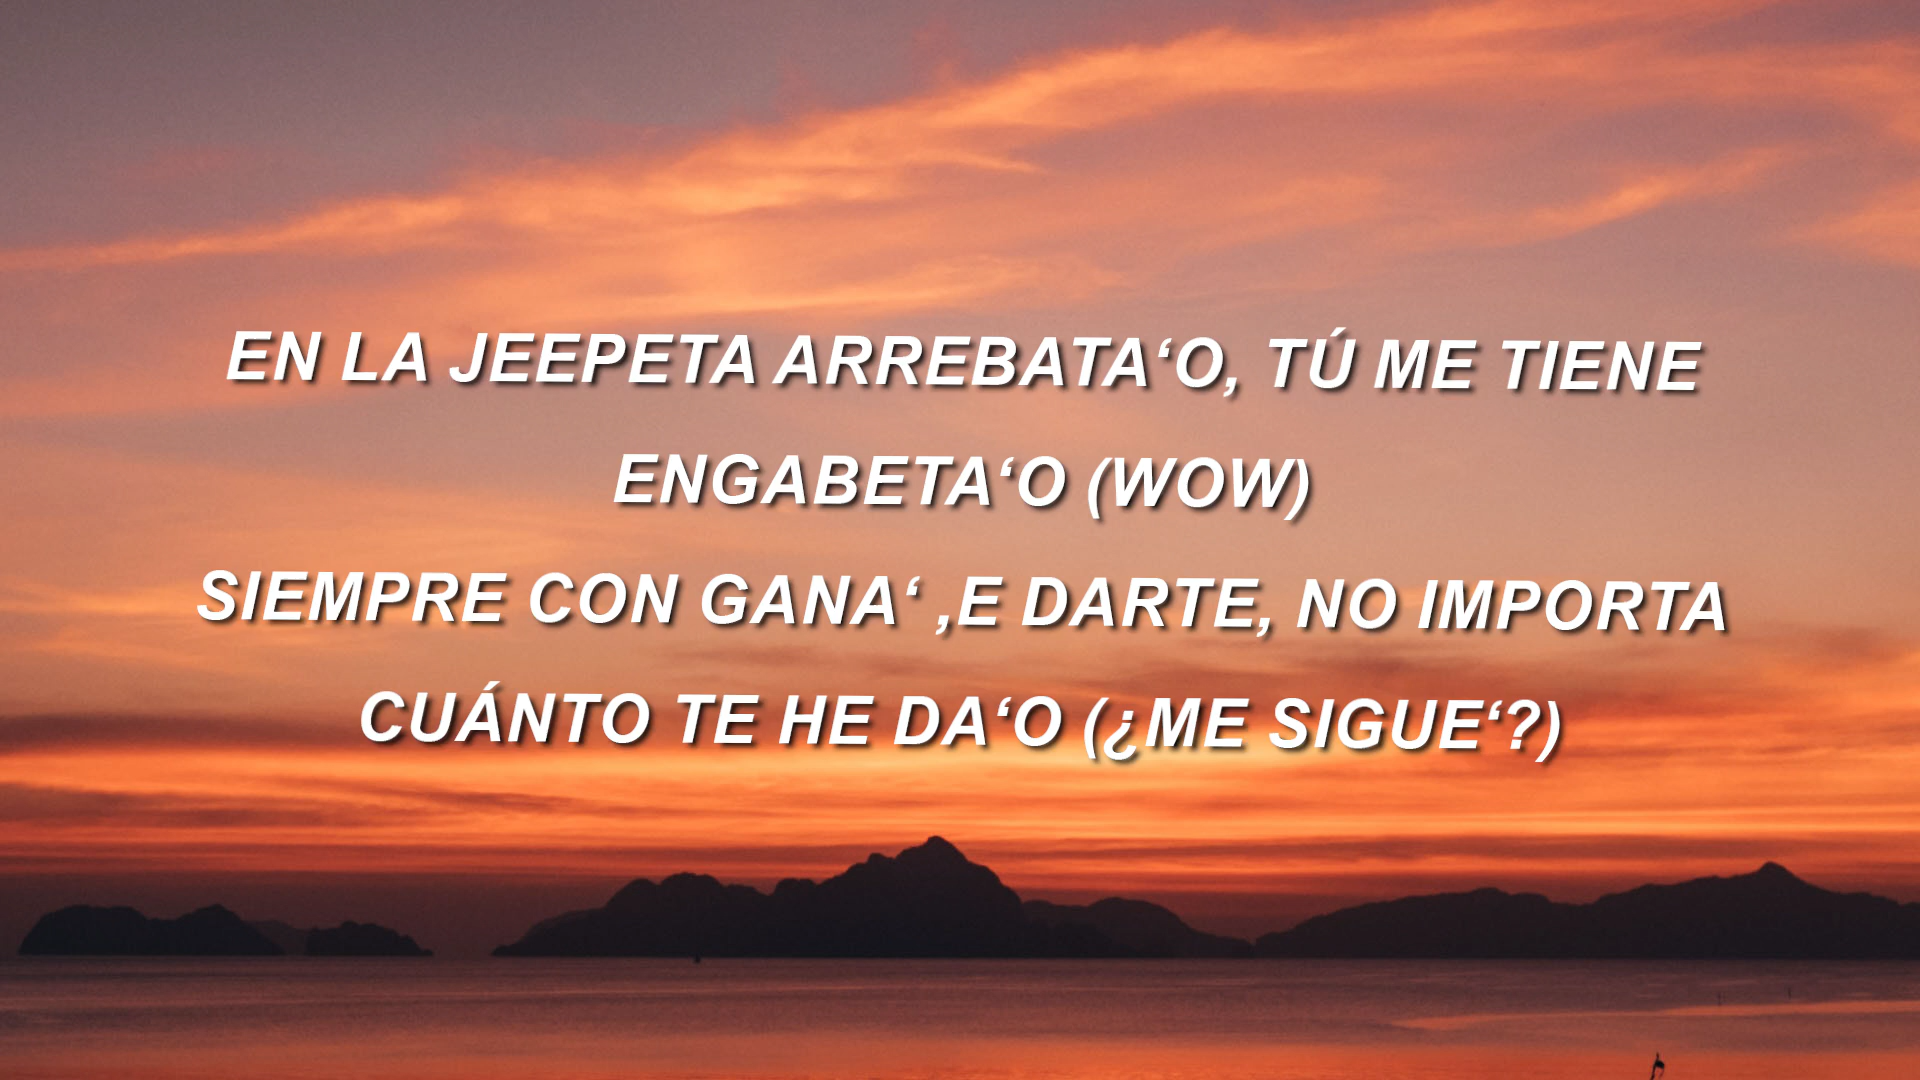 EN LA JEEPETA ARREBATA‘O, TÚ ME TIENE
ENGABETA‘O (WOW)
SIEMPRE CON GANA‘ ,E DARTE, NO IMPORTA
CUÁNTO TE HE DA‘O (¿ME SIGUE‘?)